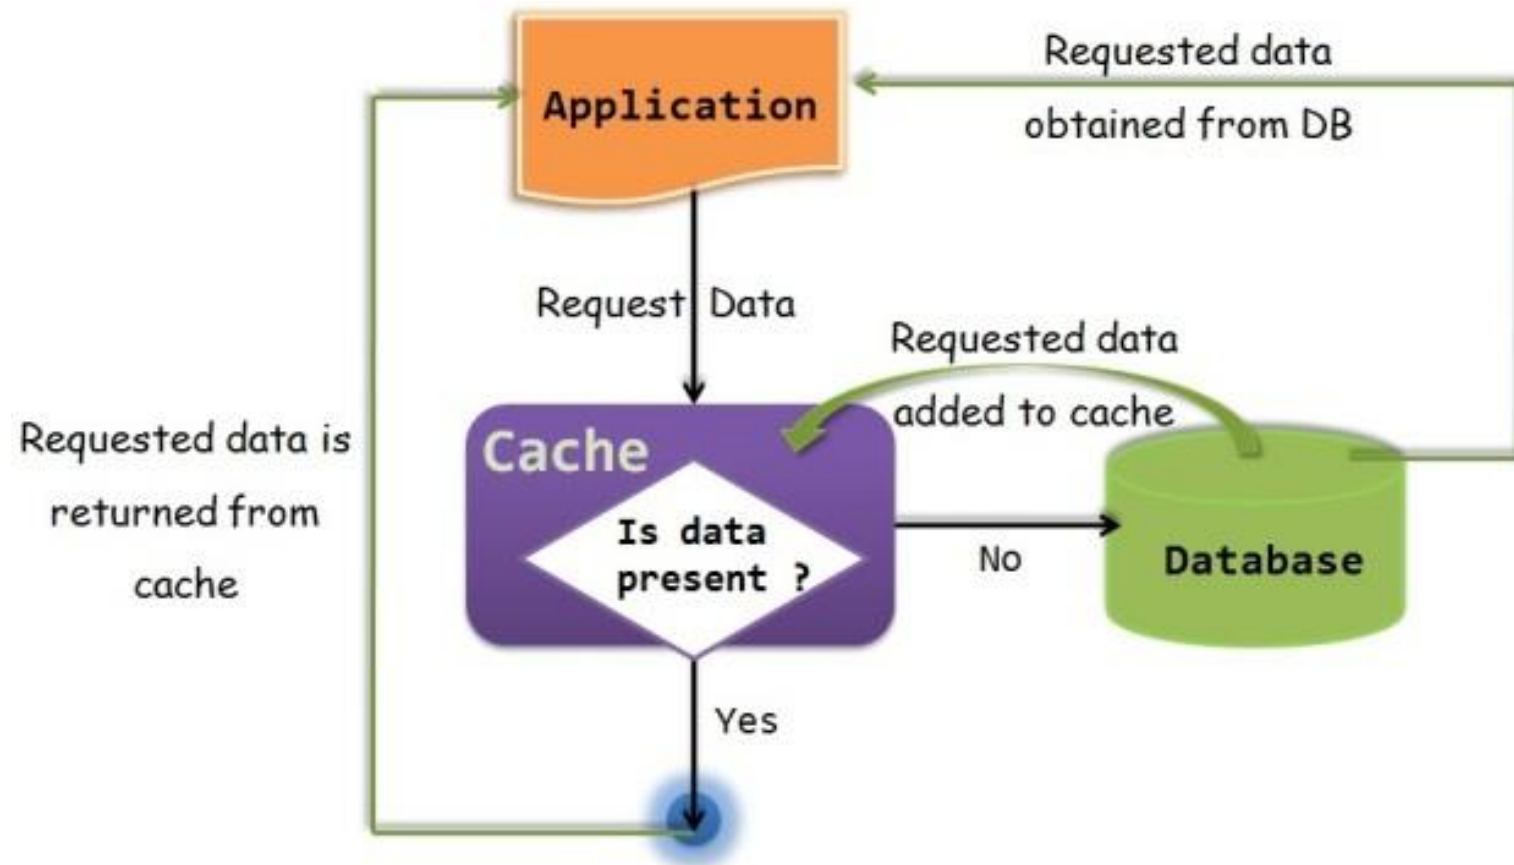 Requested data
obtained from DB
Application
Request Data
Requested data
added to cache
Requested data is
returned from
cache
Cache
Is data
present ?
No
Database
Yes